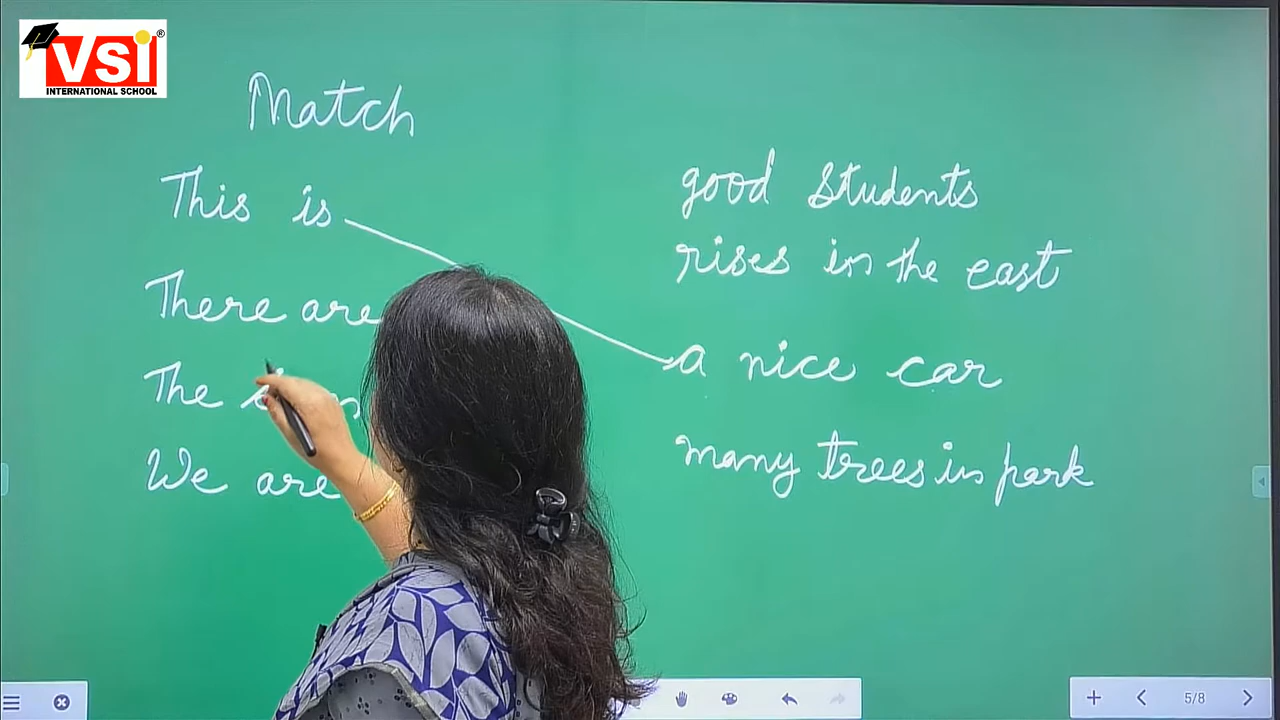 VSI ®
INTERNATIONAL SCHOOL
Match
This is
good students
rises in the east
There are
a nice car
The
many trees in park
We are
5/8